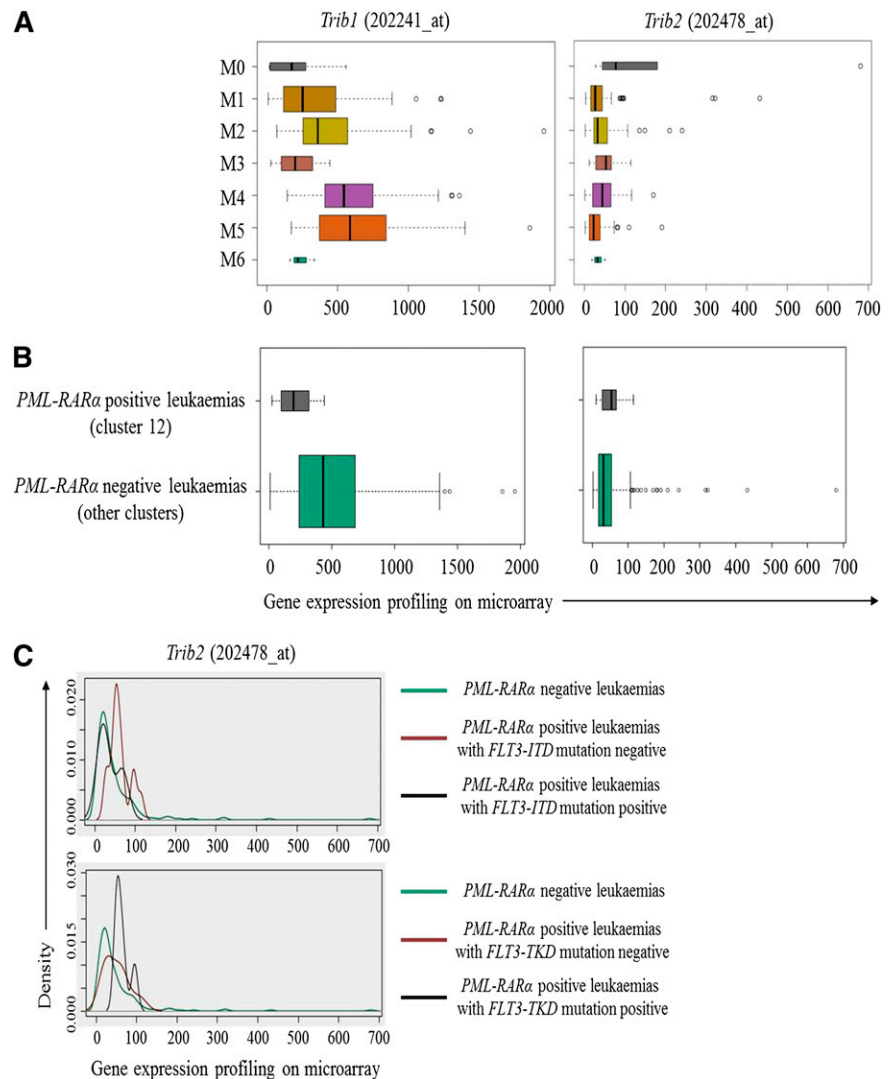 A
Trib1 (202241_at)
Trib2 (202478_at)
M0
M1
M2
M3
M4
M5
M6
0 500 1000 1500 2000
0 100 200 300 400 500 600 700
B
PML-RARα positive leukaemias
(cluster 12)
PML-RARα negative leukaemias
(other clusters)
0 500 1000 1500 2000
0 100 200 300 400 500 600 700
Gene expression profiling on microarray
C
Trib2 (202478_at)
0.020
0.010
0.000
0 100 200 300 400 500 600 700
PML-RARα negative leukaemias
PML-RARα positive leukaemias
with FLT3-ITD mutation negative
PML-RARα positive leukaemias
with FLT3-ITD mutation positive
0.030
0.015
0.000
0 100 200 300 400 500 600 700
PML-RARα negative leukaemias
PML-RARα positive leukaemias
with FLT3-TKD mutation negative
PML-RARα positive leukaemias
with FLT3-TKD mutation positive
Density
Gene expression profiling on microarray